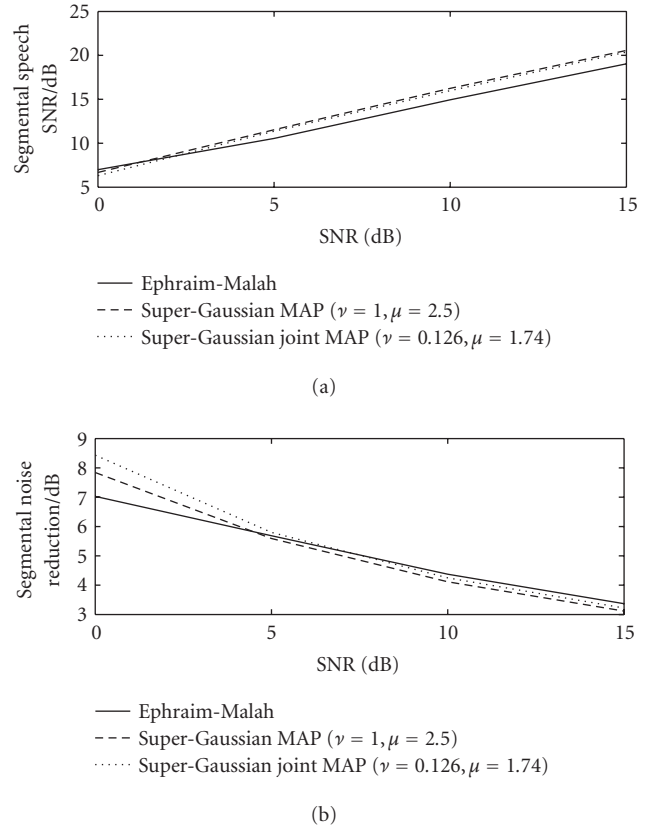 25
20
15
10
5
Segmental speech
SNR/dB
0 5 10 15
SNR (dB)
Ephraim-Malah
Super-Gaussian MAP (ν = 1, μ = 2.5)
Super-Gaussian joint MAP (ν = 0.126, μ = 1.74)
(a)
9
8
7
6
5
4
3
Segmental noise
reduction/dB
0 5 10 15
SNR (dB)
Ephraim-Malah
Super-Gaussian MAP (ν = 1, μ = 2.5)
Super-Gaussian joint MAP (ν = 0.126, μ = 1.74)
(b)